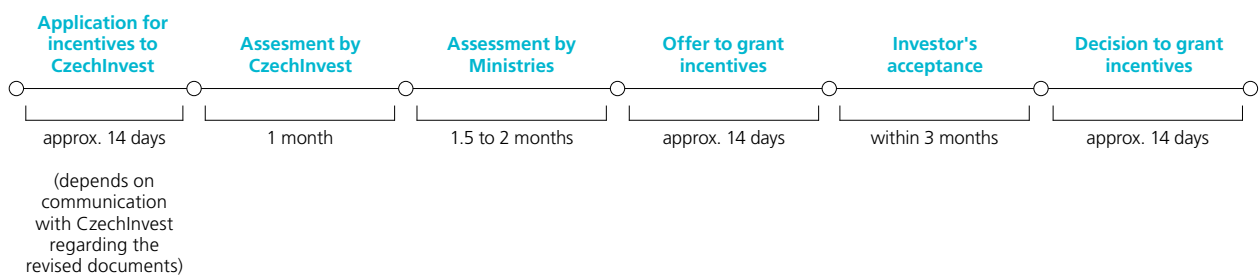 Application for
incentives to
CzechInvest
Assesment by
CzechInvest
Assessment by
Ministries
Offer to grant
incentives
Investor's
acceptance
Decision to grant
incentives
approx. 14 days
1 month
1.5 to 2 months
approx. 14 days
within 3 months
approx. 14 days
(depends on
communication
with CzechInvest
regarding the
revised documents)